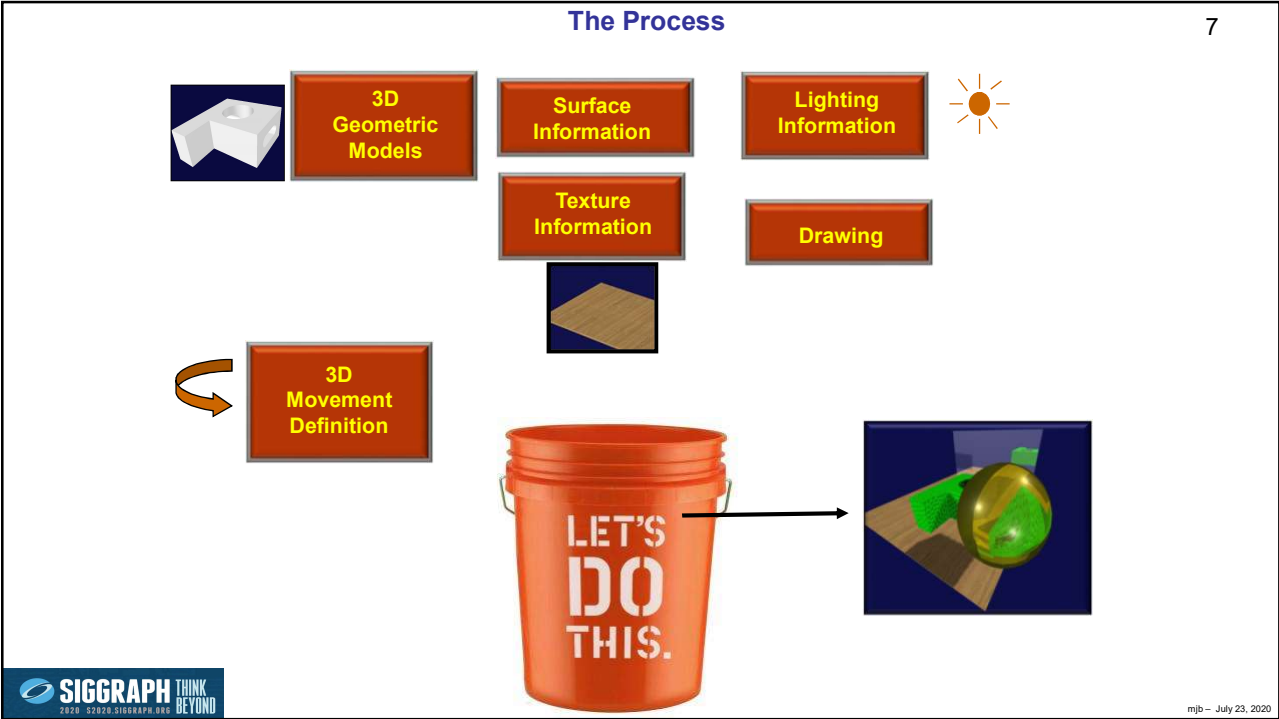 The Process
7
3D
Geometric
Models
Surface
Information
Lighting
Information
Texture
Information
Drawing
3D
Movement
Definition
LET'S
DO
THIS.
SIGGRAPH THINK
2020 S2020.SIGGRAPH.ORG BEYOND
mjb – July 23, 2020